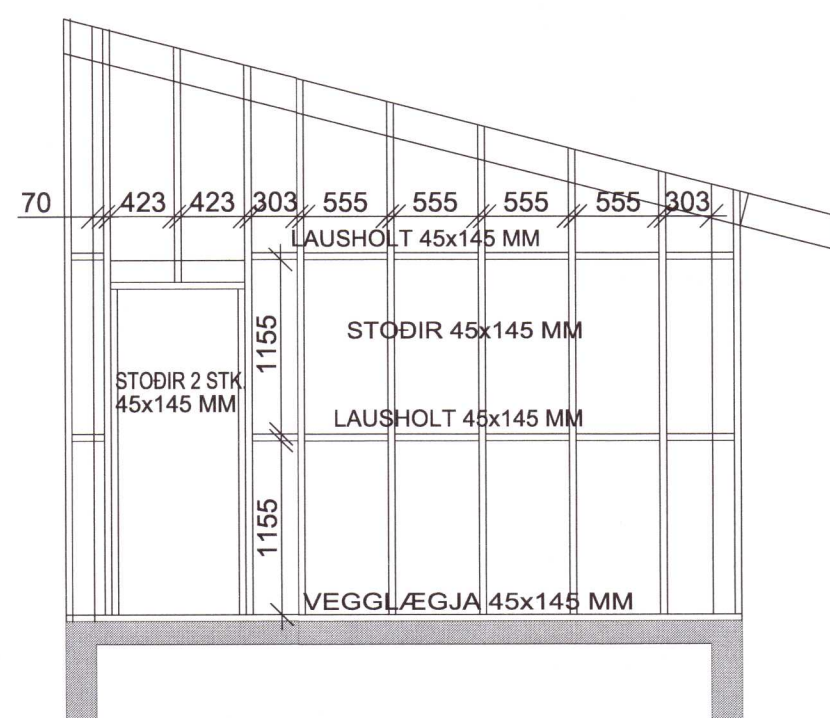 70 423 423 303 555 555 555 555 303
LAUSHOLT 45x145 MM
1155
STOÐIR 45x145 MM
STOÐIR 2 STK.
45x145 MM
LAUSHOLT 45x145 MM
1155
VEGGLÆGJA 45x145 MM